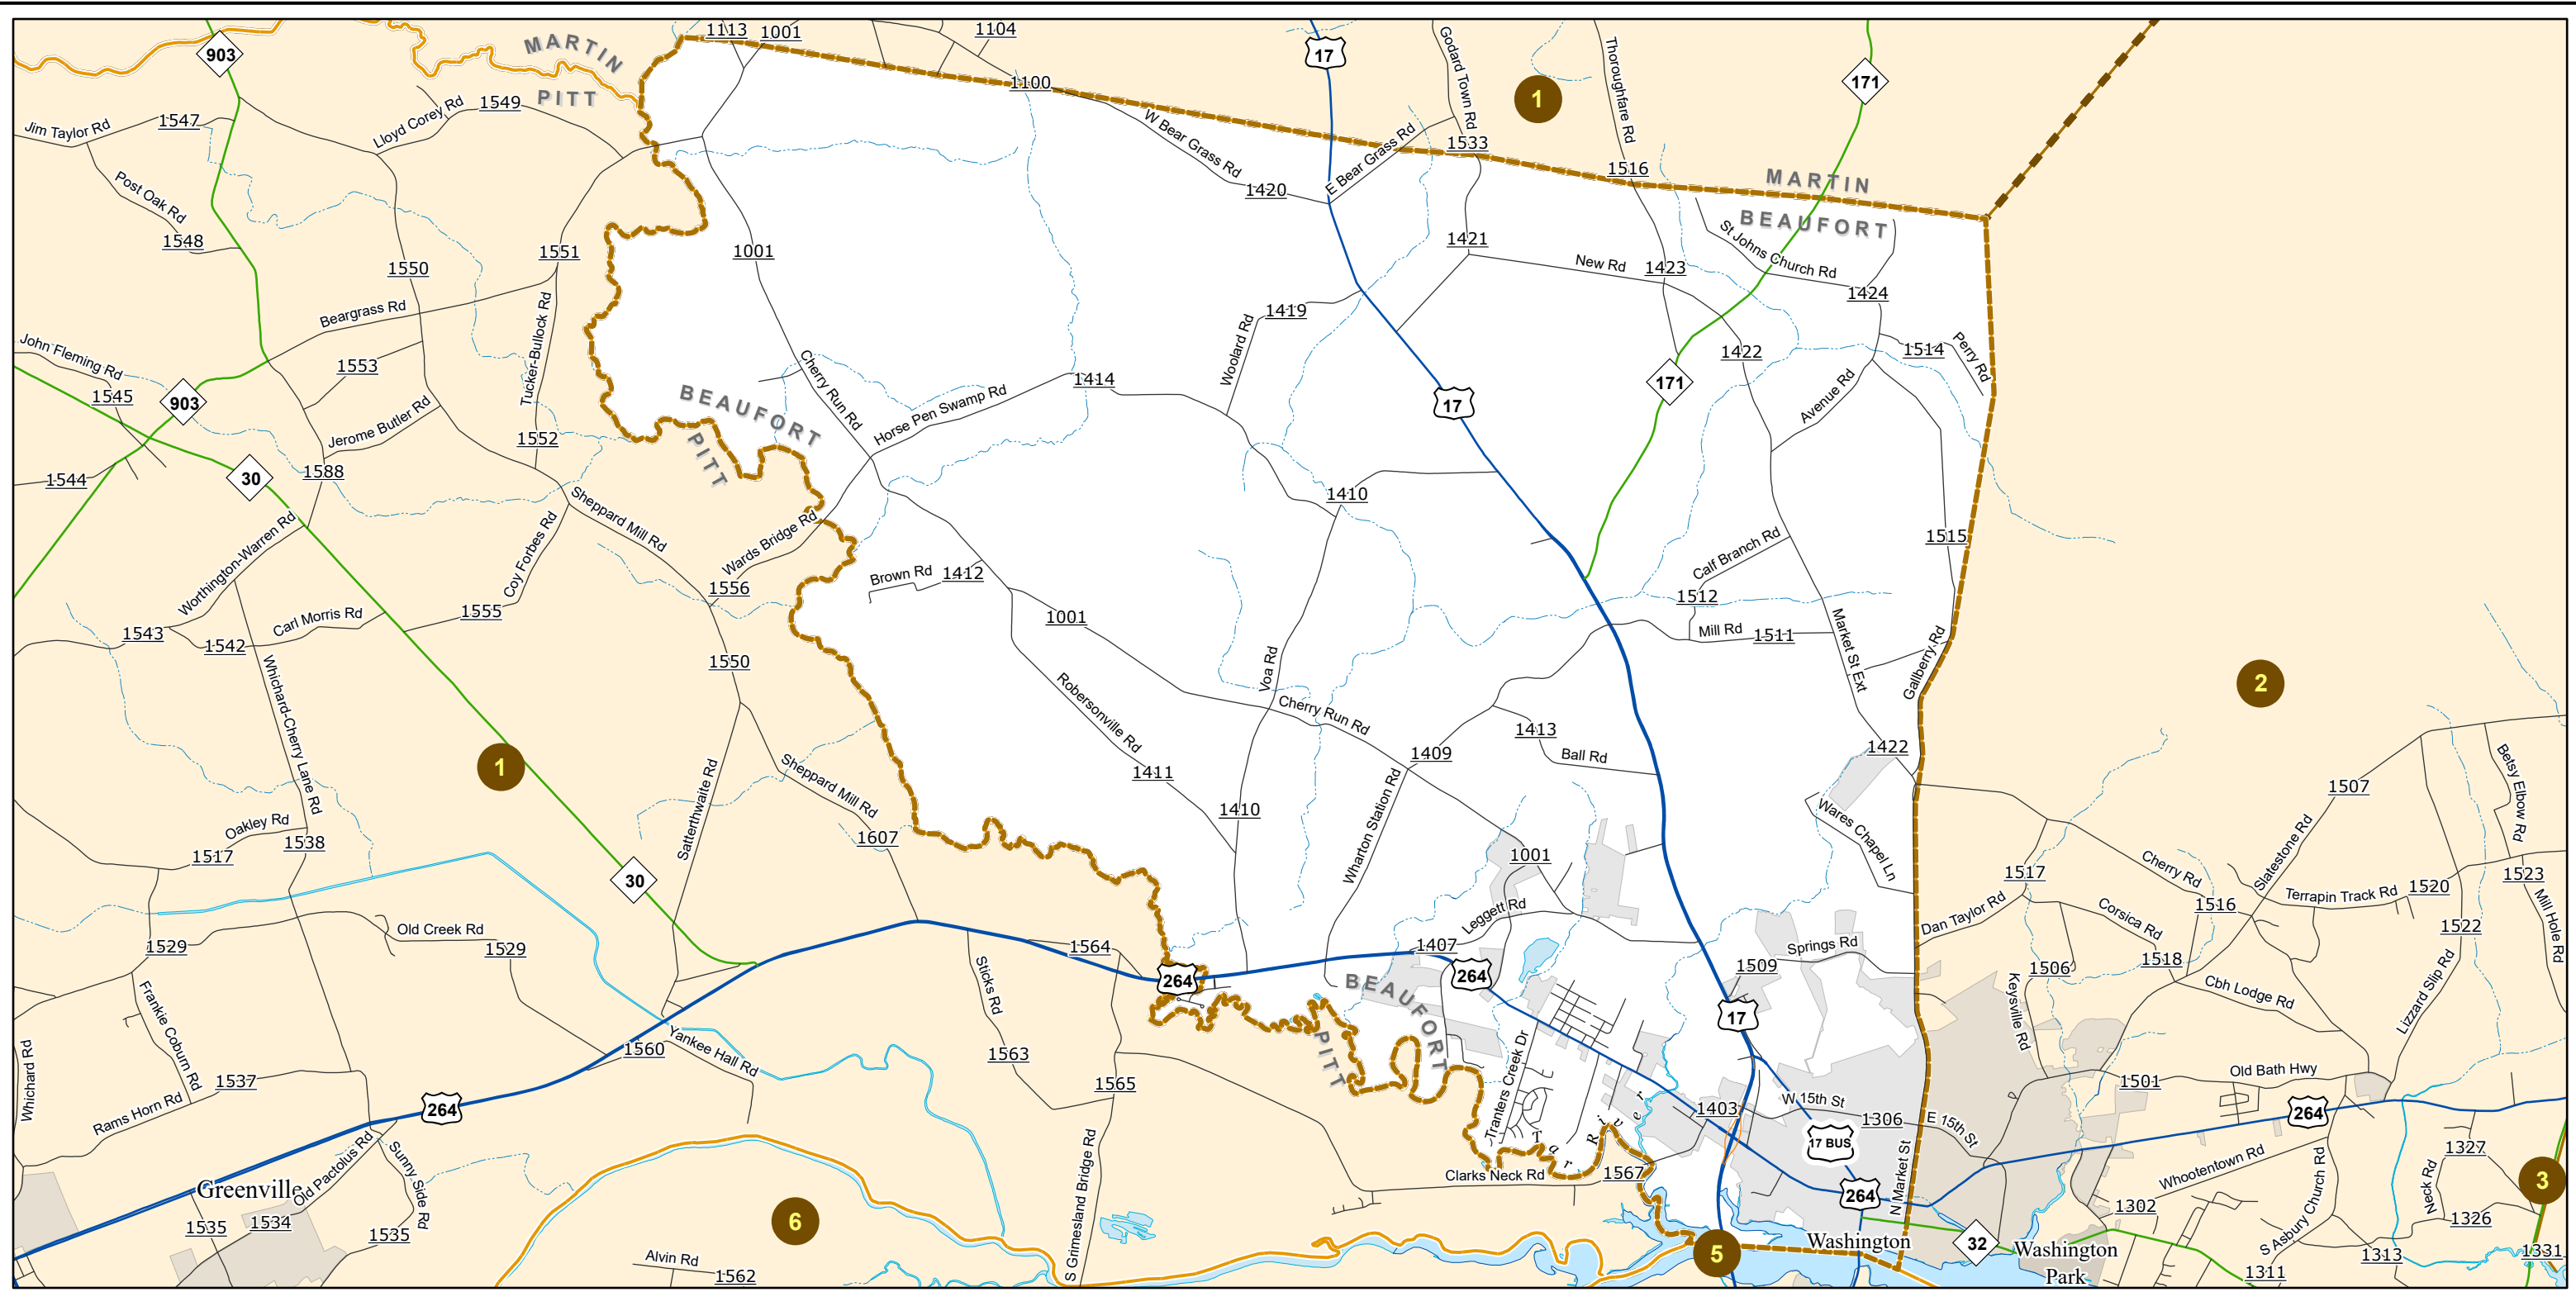 903
MARTIN
PITT
1113
1001
1104
17
Godard Town Rd
1
Thoroughfare Rd
171
Jim Taylor Rd
1547
Lloyd Corey Rd
1549
1100
W Bear Grass Rd
1420
E Bear Grass Rd
1533
1516
MARTIN
BEAUFORT
Post Oak Rd
1548
1550
1551
1001
1421
New Rd
1423
St Johns Church Rd
1424
Beargrass Rd
Tucker-Bullock Rd
1419
Woolard Rd
John Fleming Rd
1553
1545
903
Jerome Butler Rd
1552
BEAUFORT
PITT
Cherry Run Rd
Horse Pen Swamp Rd
1414
17
171
1422
1514
Perry Rd
Avenue Rd
1544
30
1588
Sheppard Mill Rd
Wards Bridge Rd
1410
1515
Worthington-Warren Rd
Coy Forbes Rd
1556
Brown Rd
1412
Calf Branch Rd
1512
1543
1542
Carl Morris Rd
1555
1001
Mill Rd
1511
Market St Ext
Gallberry Rd
Whichard-Cherry Lane Rd
1550
Voa Rd
Robersonville Rd
1411
Cherry Run Rd
2
1413
Ball Rd
1409
1422
1
Satterthwaite Rd
Sheppard Mill Rd
1607
1410
Wharton Station Rd
Wares Chapel Ln
1507
Betsy Elbow Rd
Oakley Rd
1517
1538
30
1001
Leggett Rd
1517
Cherry Rd
Slatestone Rd
1516
Terrapin Track Rd
1520
1523
Mill Hole Rd
1529
Old Creek Rd
1529
1564
1407
264
264
BEAUFORT
PITT
Springs Rd
1509
Dan Taylor Rd
Corsica Rd
1518
1506
Keysville Rd
Cbh Lodge Rd
1522
Lizzard Slip Rd
Frankie Coburn Rd
Sticks Rd
1563
17
Whichard Rd
1560
Yankee Hall Rd
1537
Rams Horn Rd
264
1565
Tranters Creek Dr
Tar River
1403
W 15th St
1306
E 15th St
17 BUS
1501
Old Bath Hwy
264
Old Pactolus Rd
Sunny Side Rd
Greenville
1535
1534
1535
6
S Grimesland Bridge Rd
Clarks Neck Rd
1567
264
N Market St
Whootentown Rd
1302
S Asbury Church Rd
1327
Neck Rd
1326
3
Alvin Rd
1562
5
Washington
32
Washington
Park
1311
1313
1331